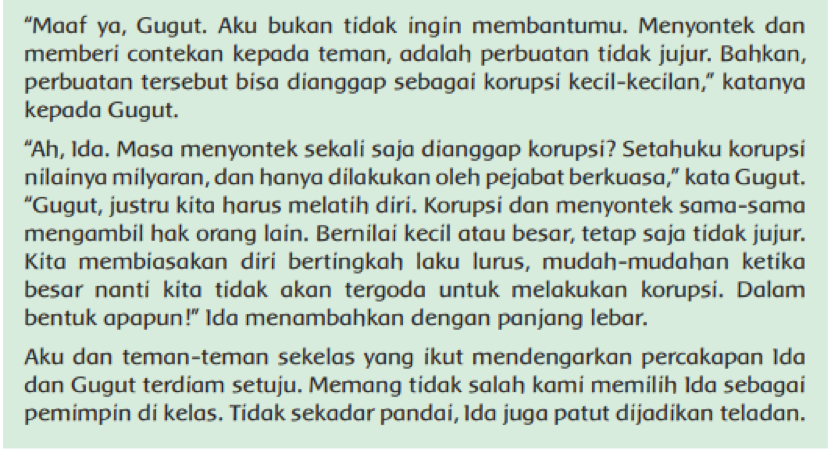 “Maaf ya, Gugut. Aku bukan tidak ingin membantumu. Menyontek dan
memberi contekan kepada teman, adalah perbuatan tidak jujur. Bahkan,
perbuatan tersebut bisa dianggap sebagai korupsi kecil-kecilan,” katanya
kepada Gugut.
“Ah, Ida. Masa menyontek sekali saja dianggap korupsi? Setahuku korupsi
nilainya milyaran, dan hanya dilakukan oleh pejabat berkuasa,” kata Gugut.
“Gugut, justru kita harus melatih diri. Korupsi dan menyontek sama-sama
mengambil hak orang lain. Bernilai kecil atau besar, tetap saja tidak jujur.
Kita membiasakan diri bertingkah laku lurus, mudah-mudahan ketika
besar nanti kita tidak akan tergoda untuk melakukan korupsi. Dalam
bentuk apapun!” Ida menambahkan dengan panjang lebar.
Aku dan teman-teman sekelas yang ikut mendengarkan percakapan Ida
dan Gugut terdiam setuju. Memang tidak salah kami memilih Ida sebagai
pemimpin di kelas. Tidak sekadar pandai, Ida juga patut dijadikan teladan.